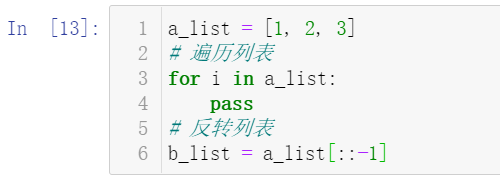 In [13]:
1 a_list = [1, 2, 3]
2 # 遍历列表
3 for i in a_list:
4     pass
5 # 反转列表
6 b_list = a_list[::-1]